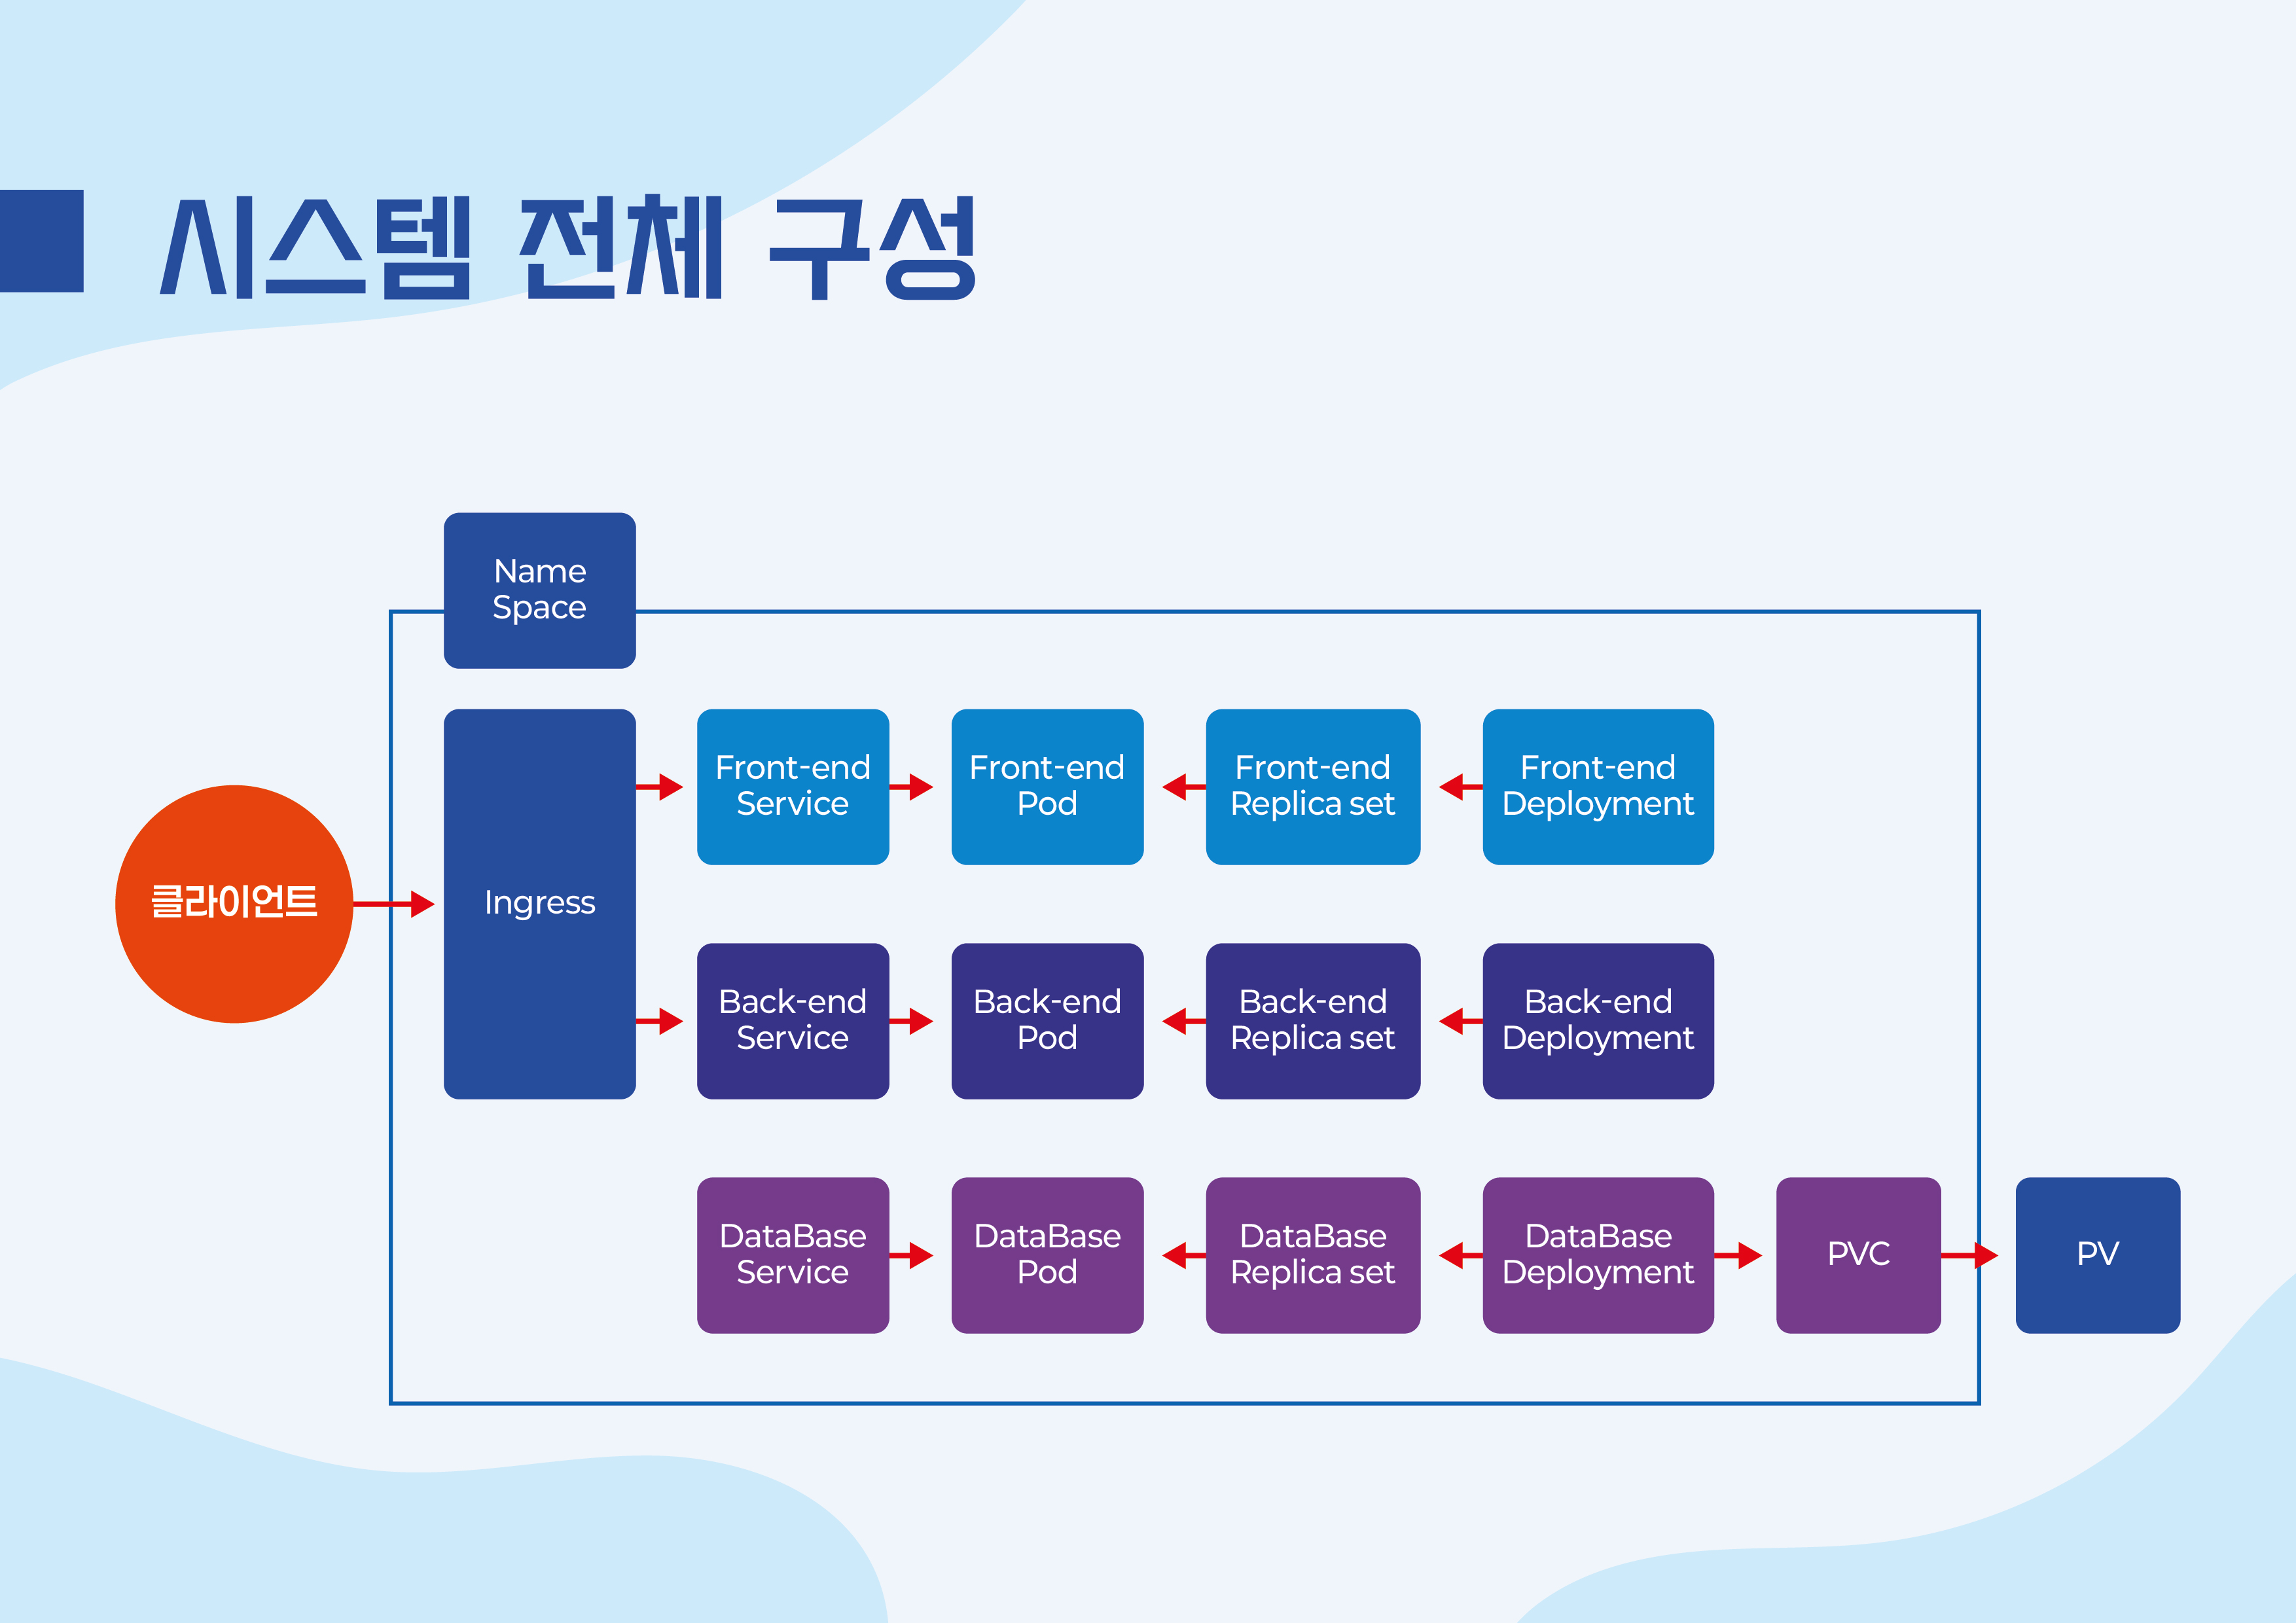 시스템 전체 구성
Name
Space
클라이언트
Ingress
Front-end
Service
Front-end
Pod
Front-end
Replica set
Front-end
Deployment
Back-end
Service
Back-end
Pod
Back-end
Replica set
Back-end
Deployment
DataBase
Service
DataBase
Pod
DataBase
Replica set
DataBase
Deployment
PVC
PV